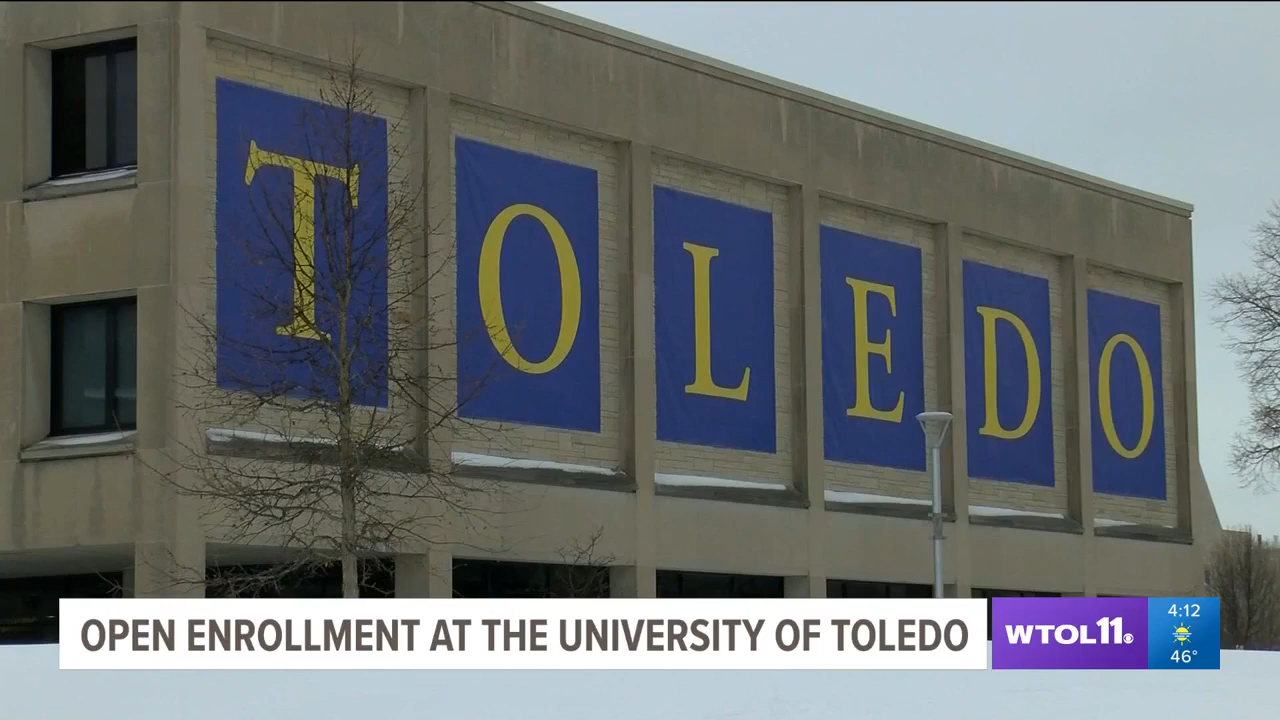 TOLEDO
OPEN ENROLLMENT AT THE UNIVERSITY OF TOLEDO
WTOL11
4:12
46°